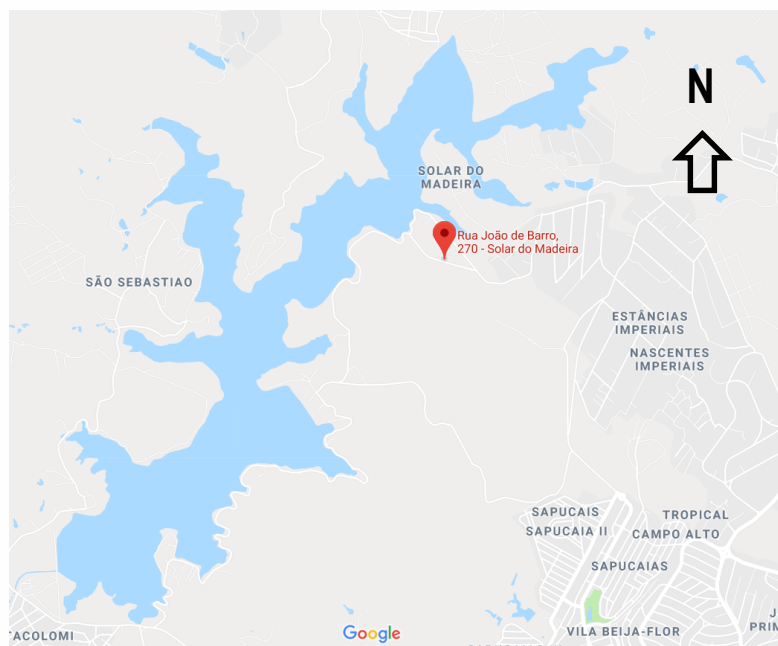 N
SOLAR DO
MADEIRA
Rua João de Barro,
270 - Solar do Madeira
SÃO SEBASTIAO
ESTÂNCIAS
IMPERIAIS
NASCENTES
IMPERIAIS
SAPUCAIS
TROPICAL
SAPUCAIA II
CAMPO ALTO
SAPUCAIAS
TACOLOMI
Google
VILA BEIJA-FLOR
J
PRIM